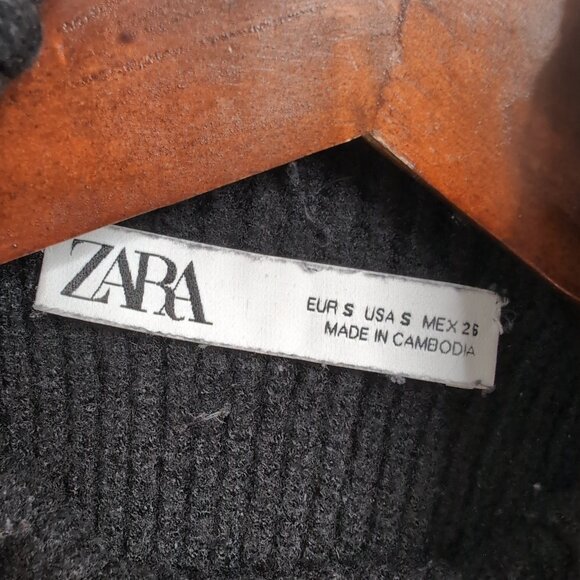 ZARA
EUR S USA S MEX 26
MADE IN CAMBODIA